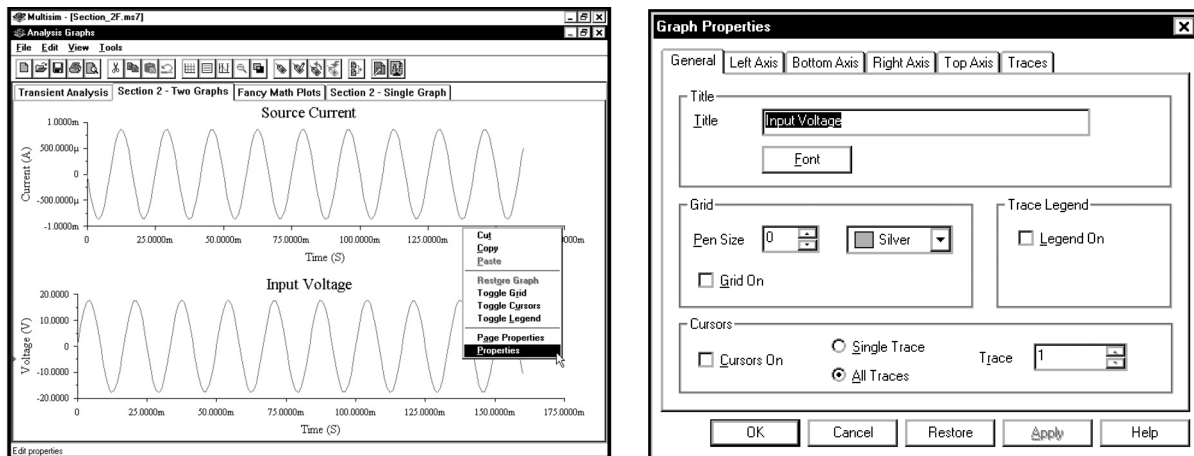 Multisim - [Section_2F.ms7]
Analysis Graphs
File Edit View Tools
Transient Analysis Section 2 - Two Graphs Fancy Math Plots Section 2 - Single Graph
Source Current
1.0000m
500.0000µ
0
-500.0000µ
-1.0000m
Current (A)
0 25.0000m 50.0000m 75.0000m 100.0000m
Time (S)
Input Voltage
20.0000
10.0000
0
-10.0000
-20.0000
Voltage (V)
0 25.0000m 50.0000m 75.0000m 100.0000m 125.0000m 150.0000m 175.0000m
Time (S)
Cut
Copy
Paste
Restore Graph
Toggle Grid
Toggle Cursors
Toggle Legend
Page Properties
Properties
Edit properties
Graph Properties
General Left Axis Bottom Axis Right Axis Top Axis Traces
Title
Title Input Voltage
Font
Grid
Pen Size 0 Silver
Grid On
Trace Legend
Legend On
Cursors
Cursors On
Single Trace
All Traces
Trace 1
OK Cancel Restore Apply Help